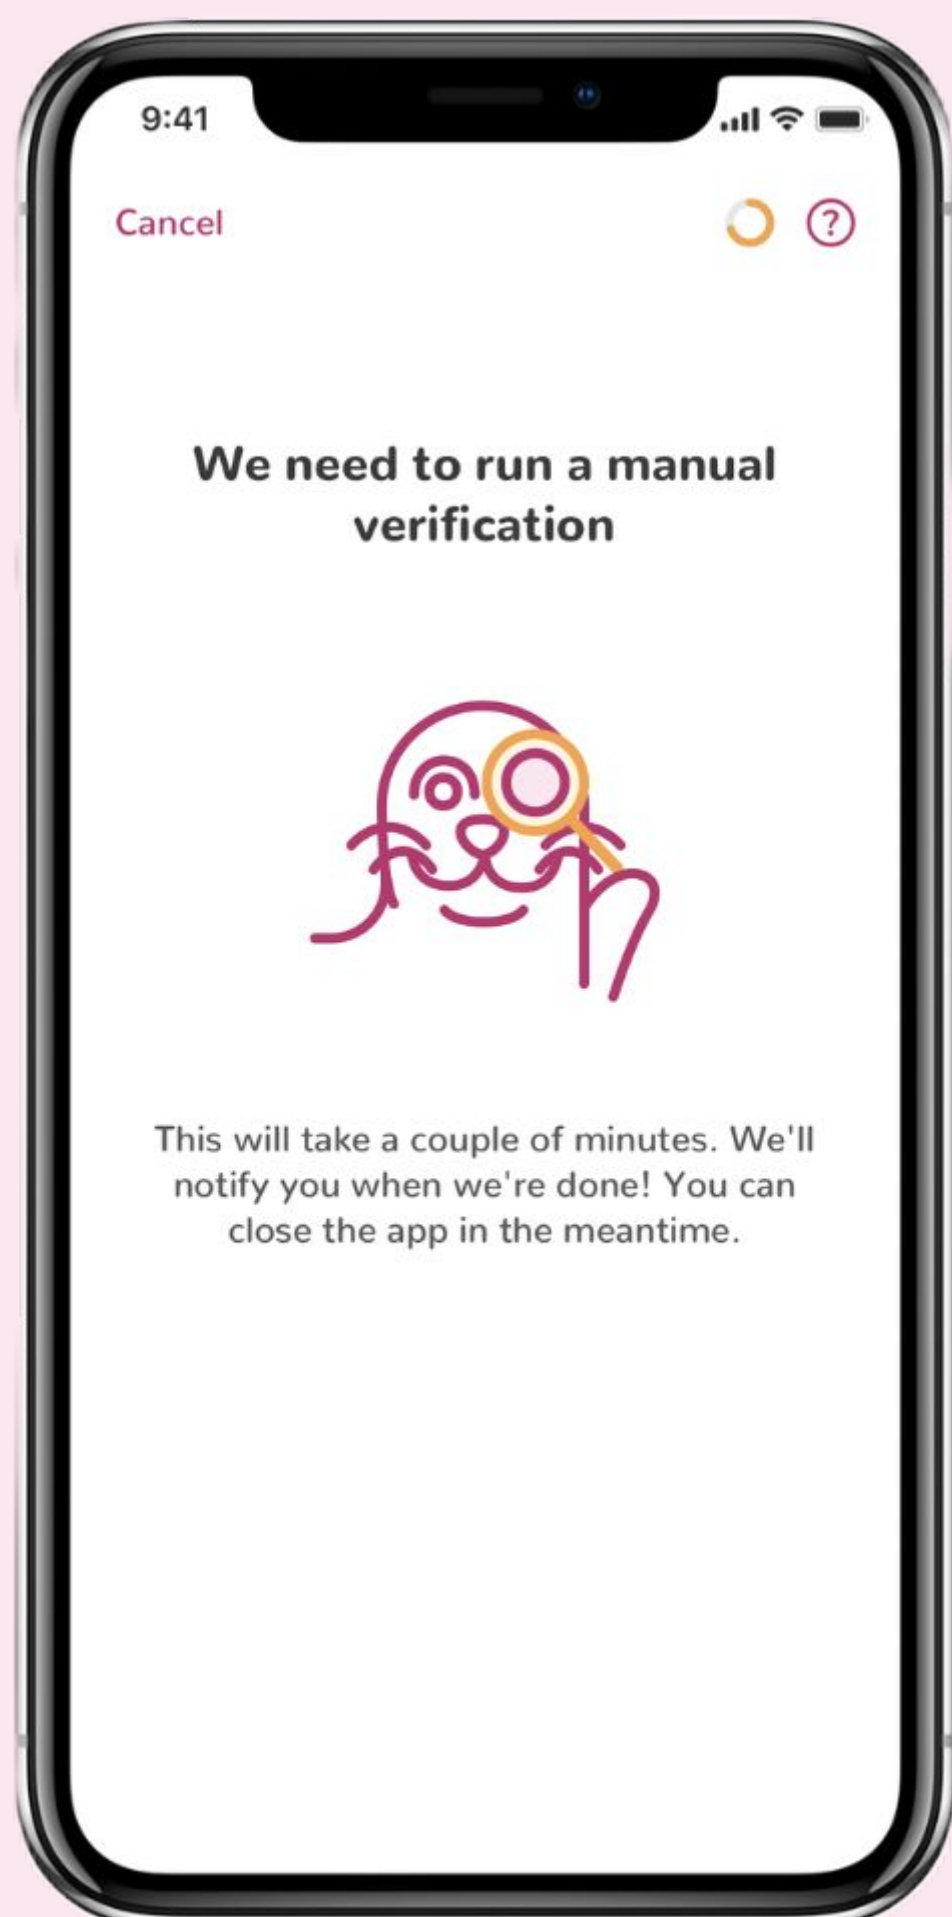 9:41
Cancel
?
We need to run a manual
verification
This will take a couple of minutes. We'll
notify you when we're done! You can
close the app in the meantime.